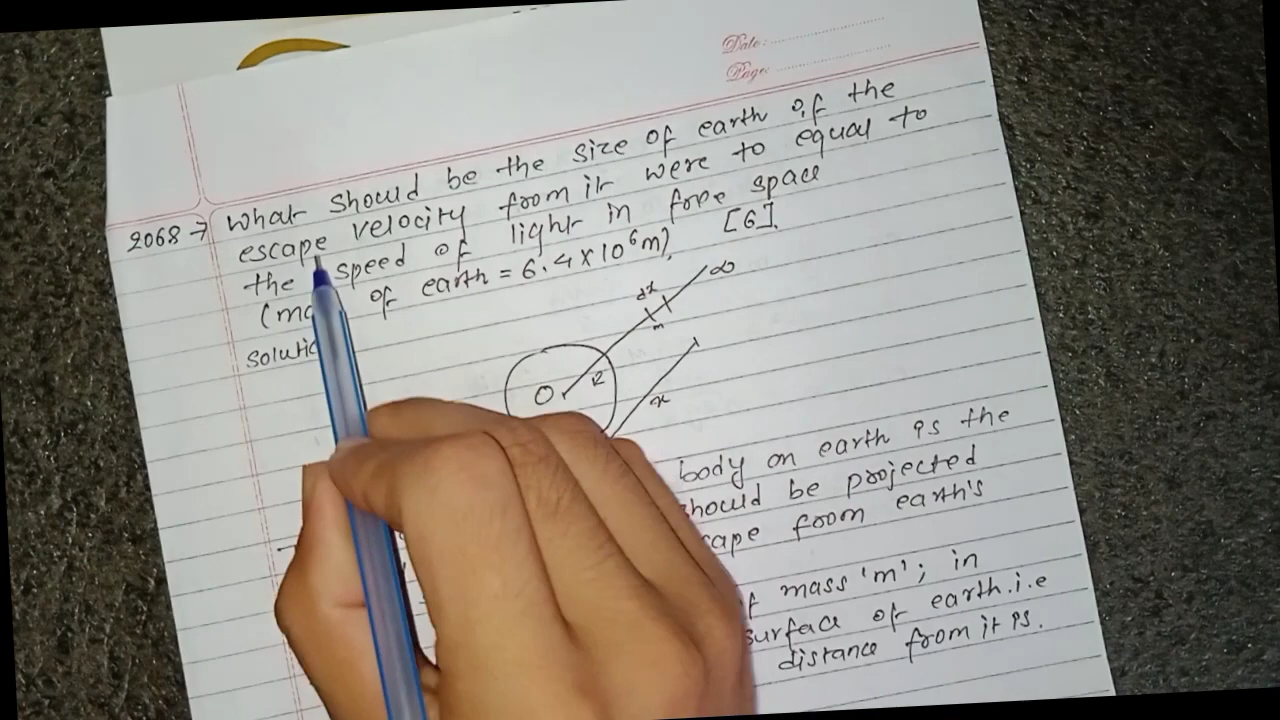 Date:
Page:
2068 → What should be the size of earth if the
escape velocity from it were to equal to
the speed of light in free space
of earth = 6.4×10⁶m). [6].
O
R
m
dx
∞
x
body on earth is the
should be projected
from earth's
of mass 'm'; in
surface of earth.i.e
distance from it is.